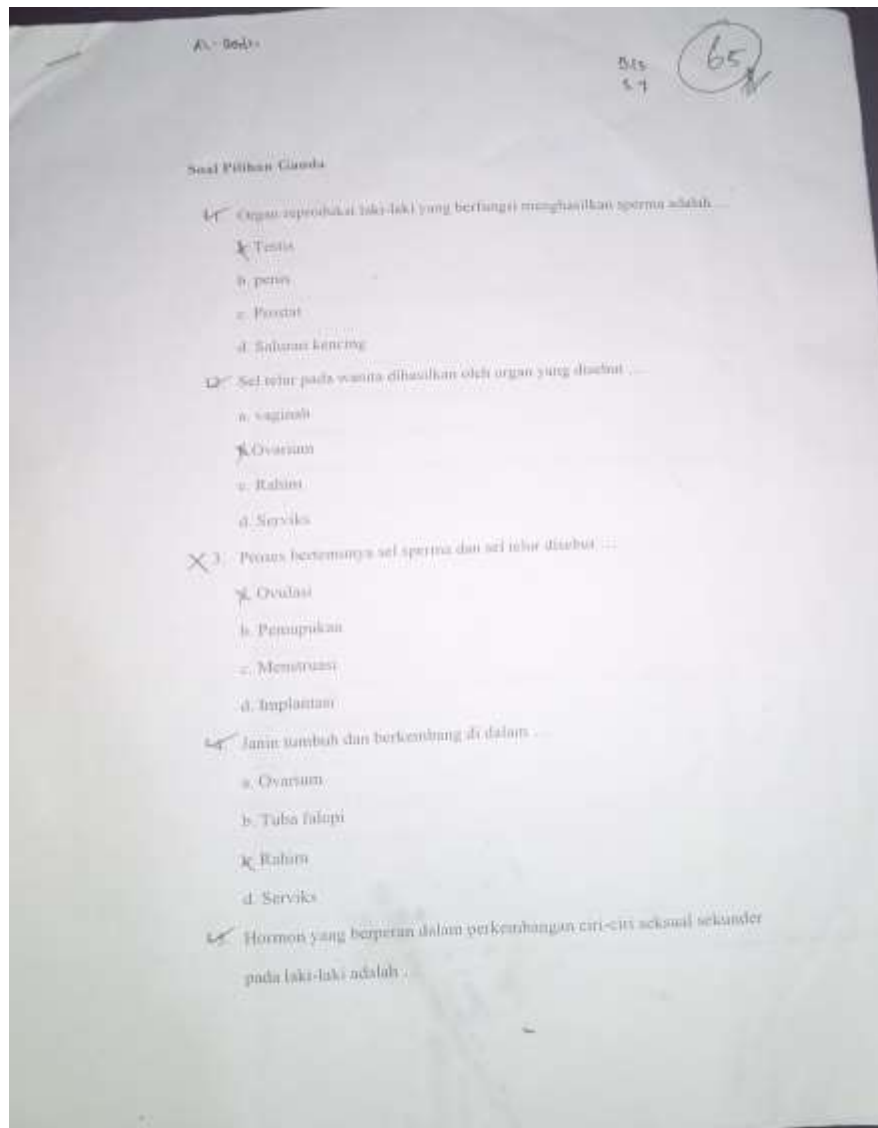 65
Soal Pilihan Ganda
Organ reproduksi laki-laki yang berfungsi menghasilkan sperma adalah ...
Testis
b. penis
c. Prostat
d. Saluran kencing
Sel telur pada wanita dihasilkan oleh organ yang disebut ...
a. vaginah
Ovarium
c. Rahim
d. Serviks
3. Proses bertemunya sel sperma dan sel telur disebut ...
Ovulasi
b. Pemupukan
c. Menstruasi
d. Implantasi
Janin tumbuh dan berkembang di dalam ...
a. Ovarium
b. Tuba falopi
Rahim
d. Serviks
Hormon yang berperan dalam perkembangan ciri-ciri seksual sekunder
pada laki-laki adalah .